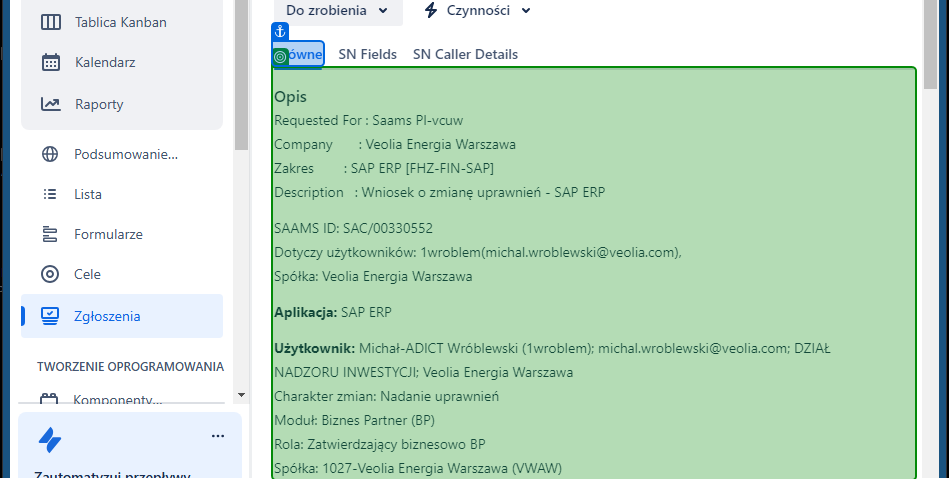 Tablica Kanban
Kalendarz
Raporty
Podsumowanie...
Lista
Formularze
Cele
Zgłoszenia
TWORZENIE OPROGRAMOWANIA
Komponenty...
Zautomatyzuj przepływy
Do zrobienia
Czynności
ówne
SN Fields
SN Caller Details
Opis
Requested For : Saams PI-vcuw
Company : Veolia Energia Warszawa
Zakres : SAP ERP [FHZ-FIN-SAP]
Description : Wniosek o zmianę uprawnień - SAP ERP
SAAMS ID: SAC/00330552
Dotyczy użytkowników: 1wroblem(michal.wroblewski@veolia.com),
Spółka: Veolia Energia Warszawa
Aplikacja: SAP ERP
Użytkownik: Michał-ADICT Wróblewski (1wroblem); michal.wroblewski@veolia.com; DZIAŁ
NADZORU INWESTYCJI; Veolia Energia Warszawa
Charakter zmian: Nadanie uprawnień
Moduł: Biznes Partner (BP)
Rola: Zatwierdzający biznesowo BP
Spółka: 1027-Veolia Energia Warszawa (VWAW)